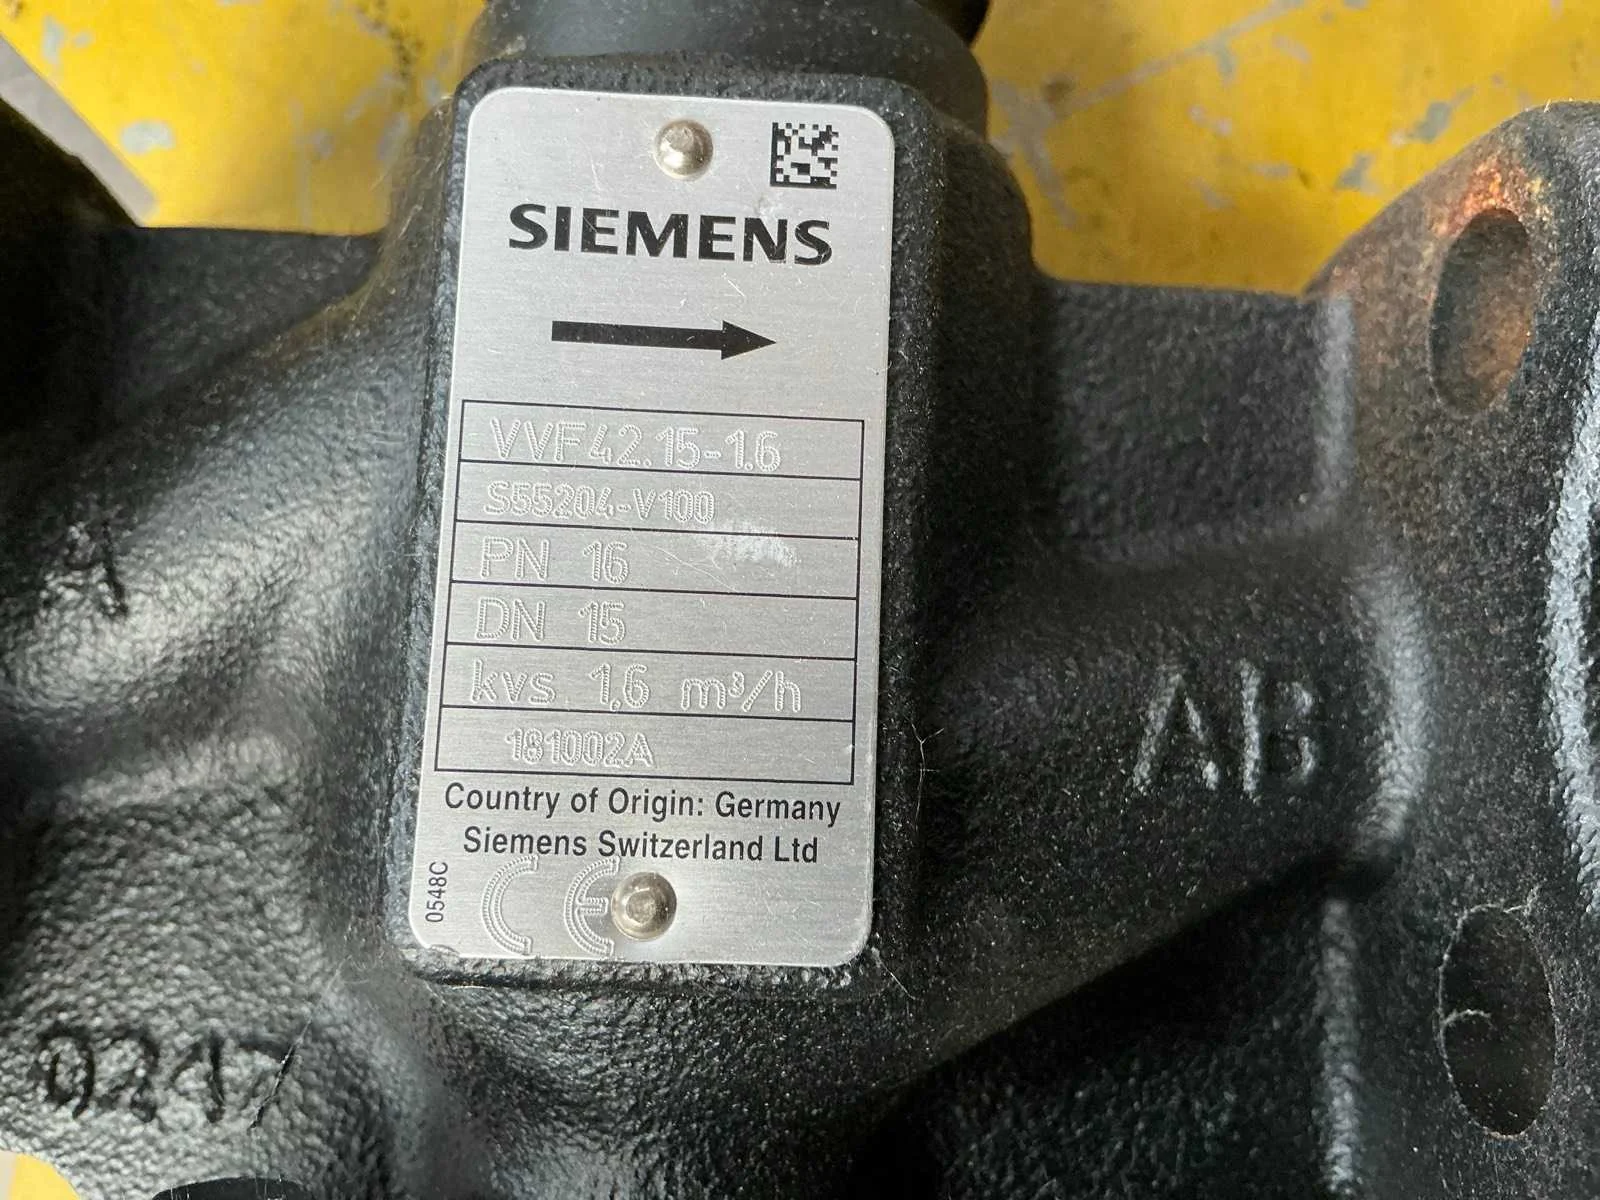 SIEMENS
VVF42.15-1.6
S55204-V100
PN 16
DN 15
kvs 1,6 m³/h
181002A
Country of Origin: Germany
Siemens Switzerland Ltd
0548C
CE
AB